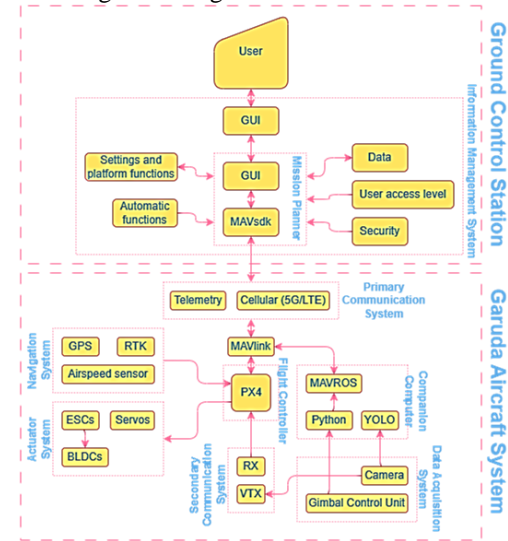 User
Ground Control Station
Information Management System
GUI
Settings and
platform functions
GUI
Mission Planner
Data
User access level
Automatic
functions
MAVsdk
Security
Primary
Communication
System
Telemetry
Cellular (5G/LTE)
Garuda Aircraft System
Navigation
System
GPS
RTK
Airspeed sensor
MAVlink
Flight
Controller
PX4
MAVROS
Companion
Computer
Python
YOLO
Actuator
System
ESCs
Servos
BLDCs
Secondary
Communication
System
RX
VTX
Data Acquisition
System
Camera
Gimbal Control Unit